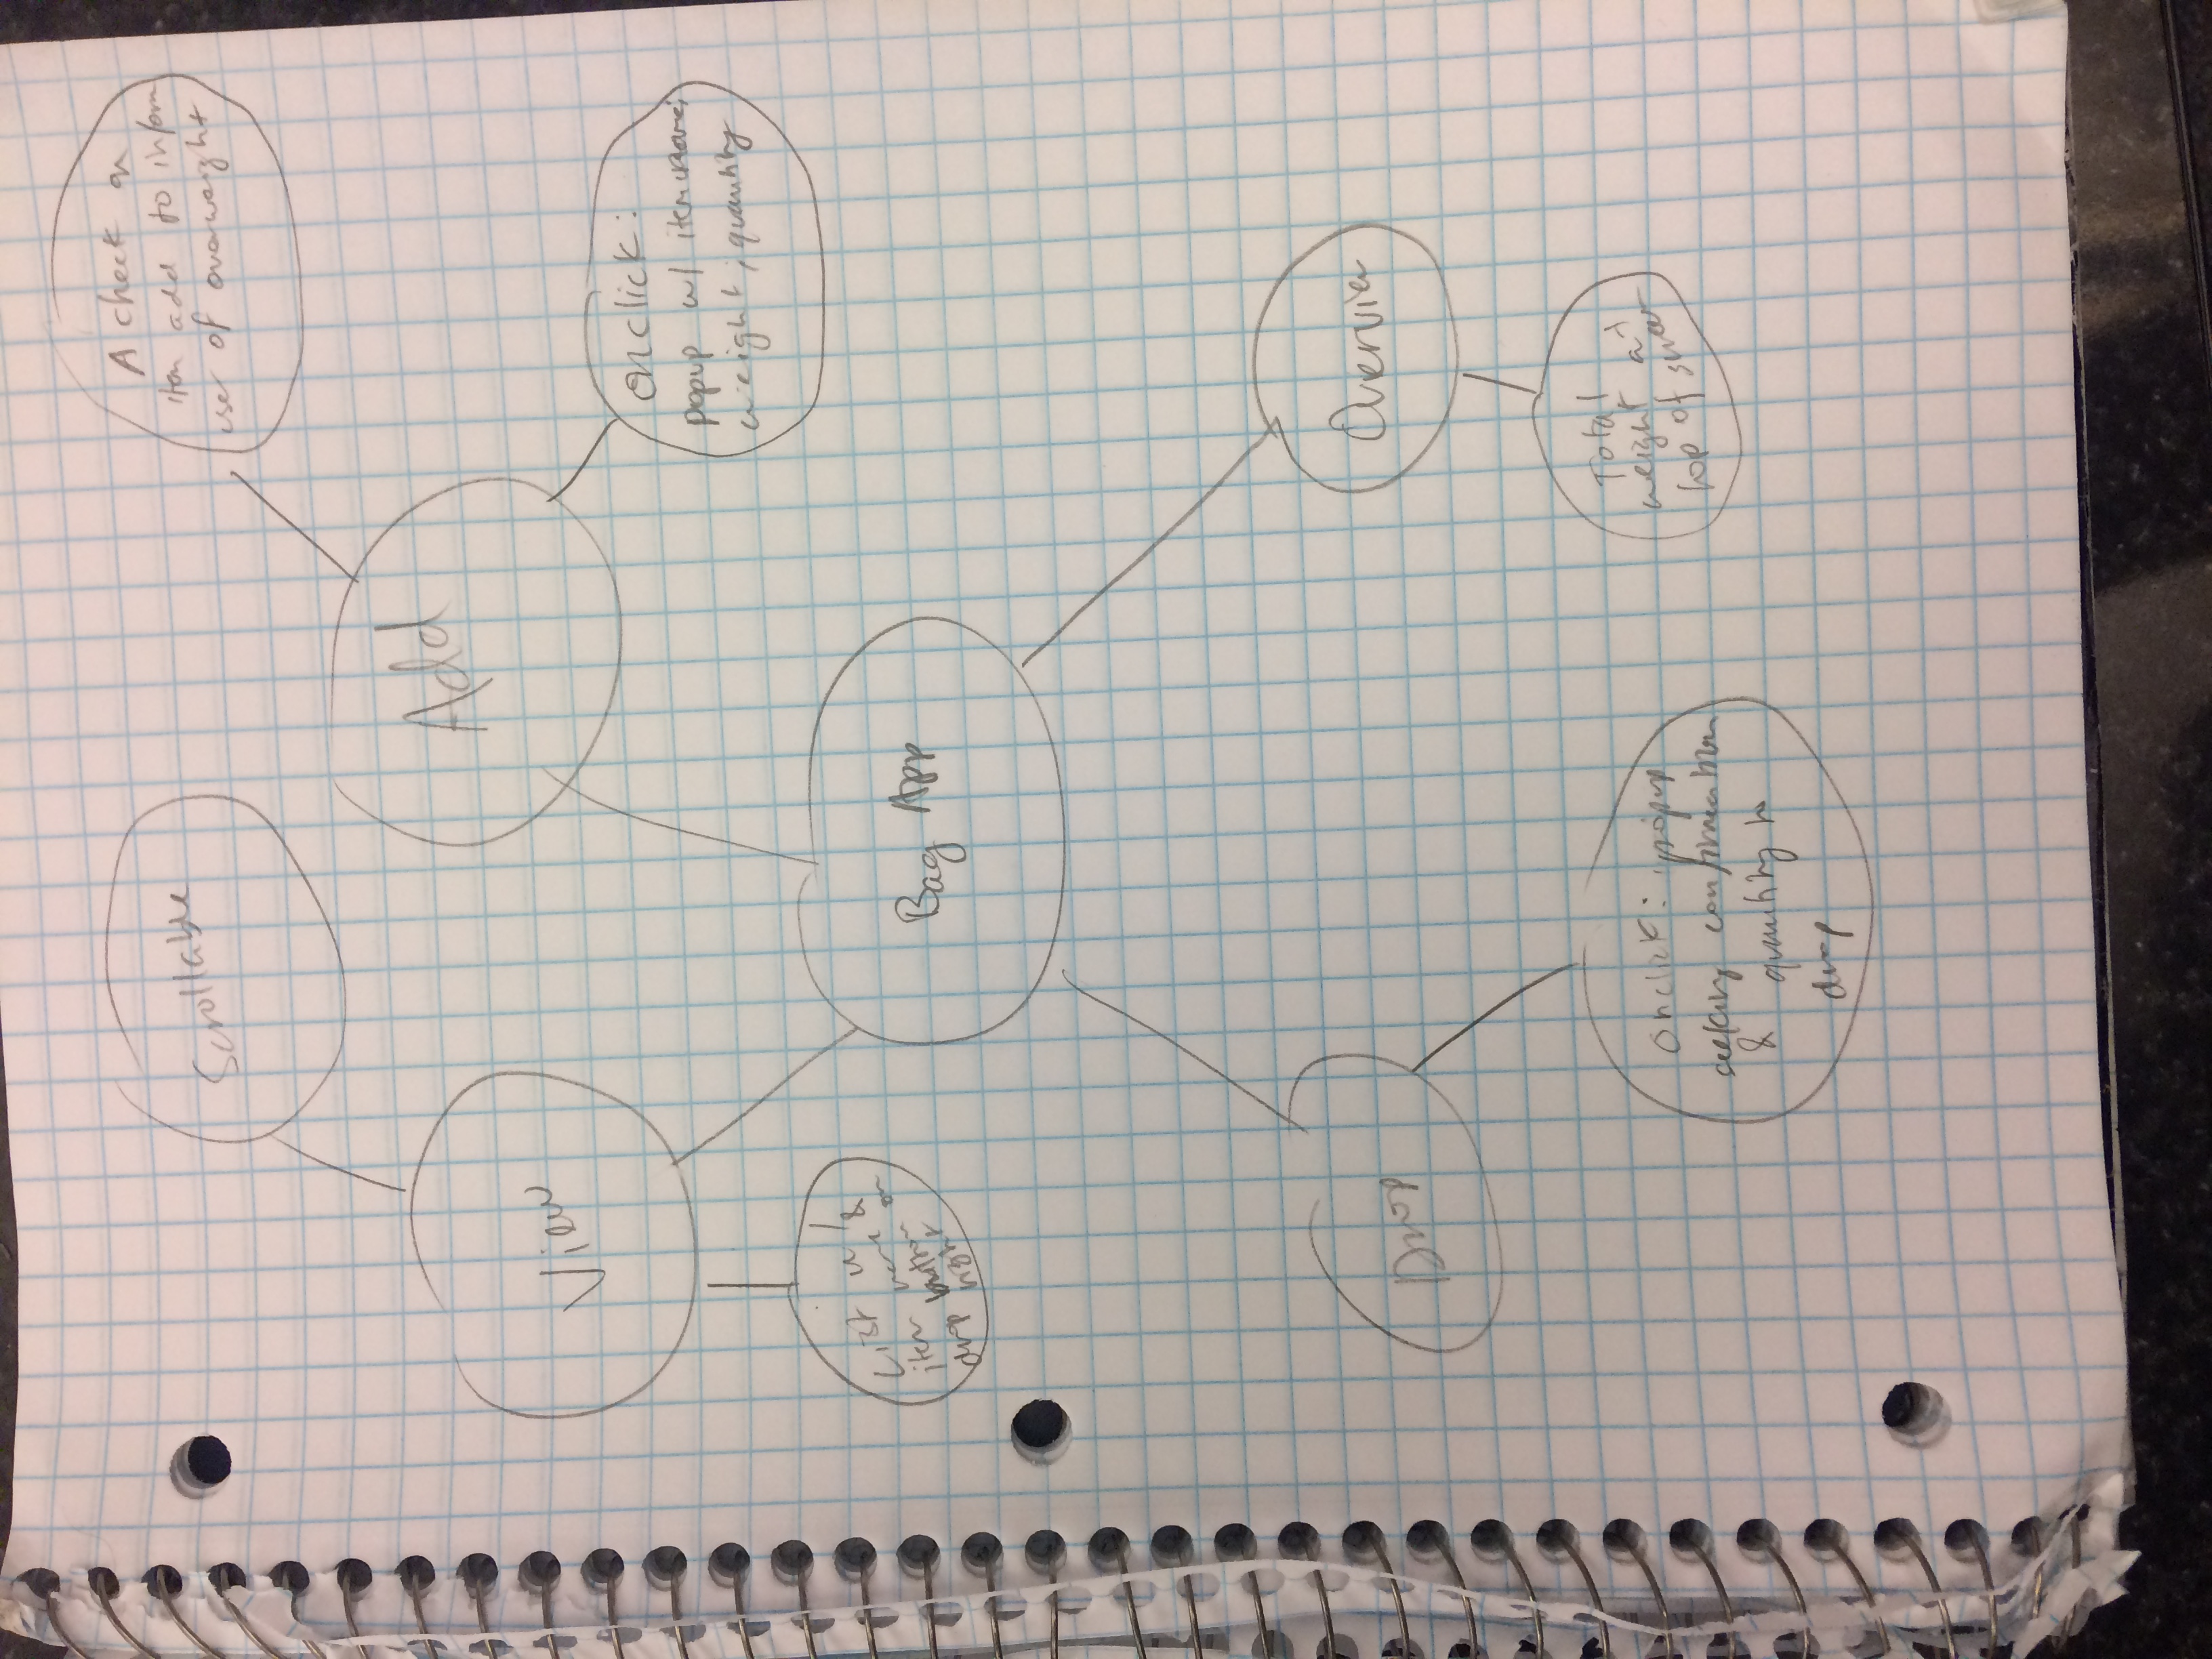 Scrollable
A check on
item add to inform
user of overweight
Add
View
onclick:
popup w/ item name;
weight; quantity
List w/
item name &
drop button on
right
Bag App
Drop
Overview
Onclick: popup
seeking confirmation
& quantity to
drop
Total
weight at
top of screen